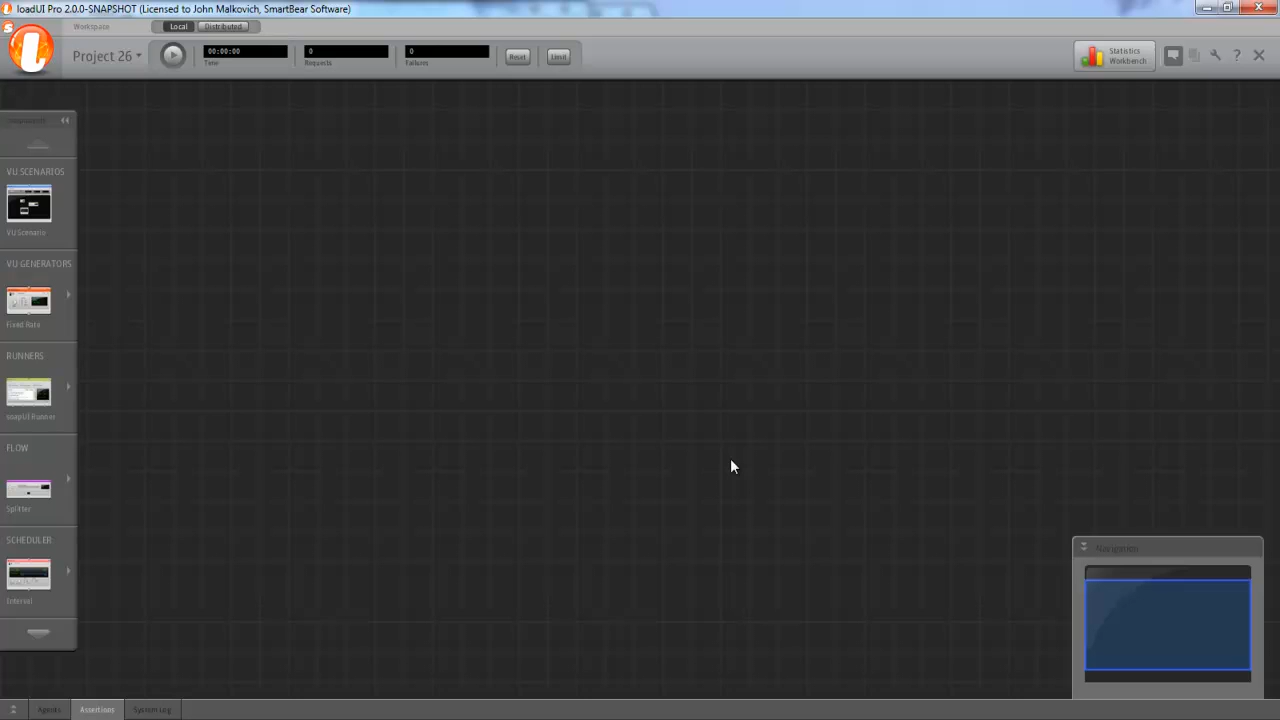 loadUI Pro 2.0.0-SNAPSHOT (Licensed to John Malkovich, SmartBear Software)
Workspace
Local
Distributed
Project 26
00:00:00
Time
0
Requests
0
Failures
Reset
Limit
Statistics
Workbench
VU SCENARIOS
VU Scenario
VU GENERATORS
Fixed Rate
RUNNERS
soapUI Runner
FLOW
Splitter
SCHEDULER
Interval
Navigation
Agents
Assertions
System Log